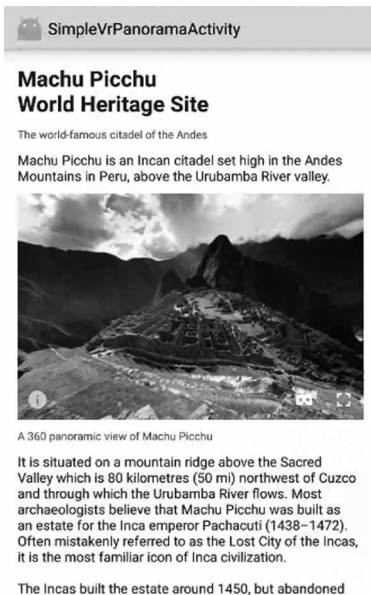 SimpleVrPanoramaActivity
Machu Picchu
World Heritage Site
The world-famous citadel of the Andes
Machu Picchu is an Incan citadel set high in the Andes
Mountains in Peru, above the Urubamba River valley.
A 360 panoramic view of Machu Picchu
It is situated on a mountain ridge above the Sacred
Valley which is 80 kilometres (50 mi) northwest of Cuzco
and through which the Urubamba River flows. Most
archaeologists believe that Machu Picchu was built as
an estate for the Inca emperor Pachacuti (1438–1472).
Often mistakenly referred to as the Lost City of the Incas,
it is the most familiar icon of Inca civilization.
The Incas built the estate around 1450, but abandoned